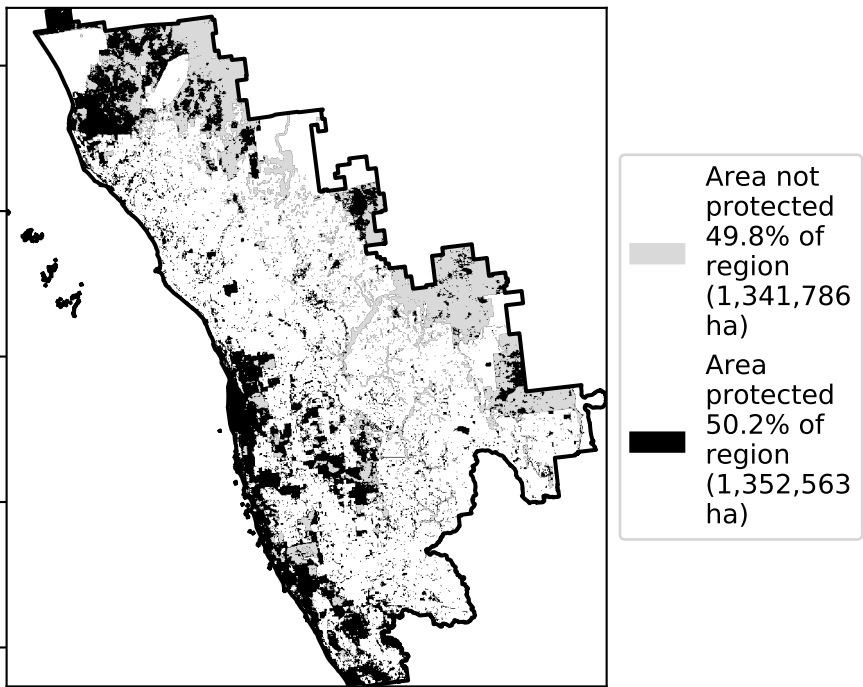 Area not
protected
49.8% of
region
(1,341,786
ha)
Area
protected
50.2% of
region
(1,352,563
ha)